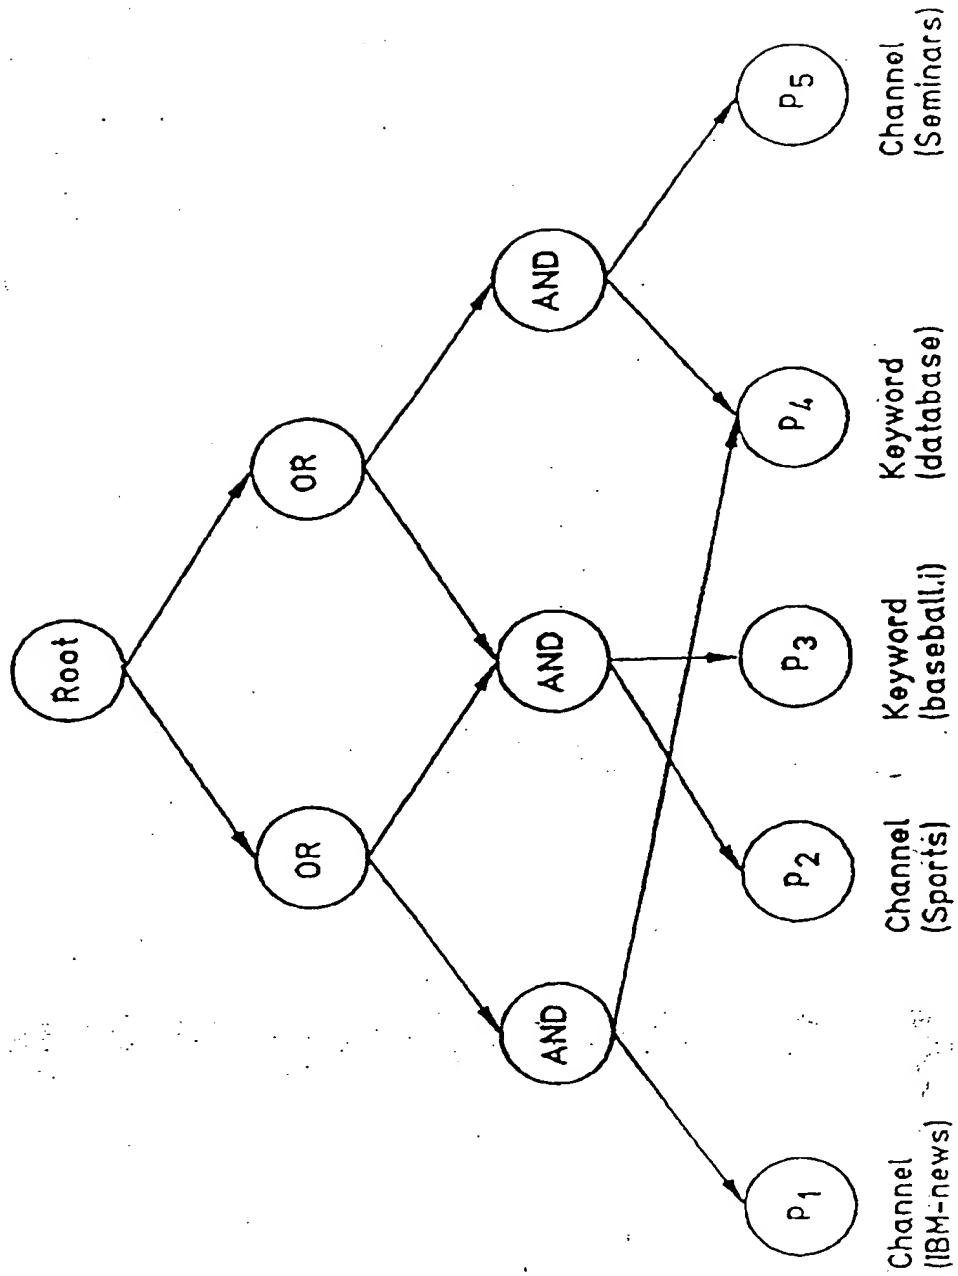 Root
OR
OR
AND
AND
AND
P1
P2
P3
P4
P5
Channel
(IBM-news)
Channel
(Sports)
Keyword
(baseball.i)
Keyword
(database)
Channel
(Seminars)